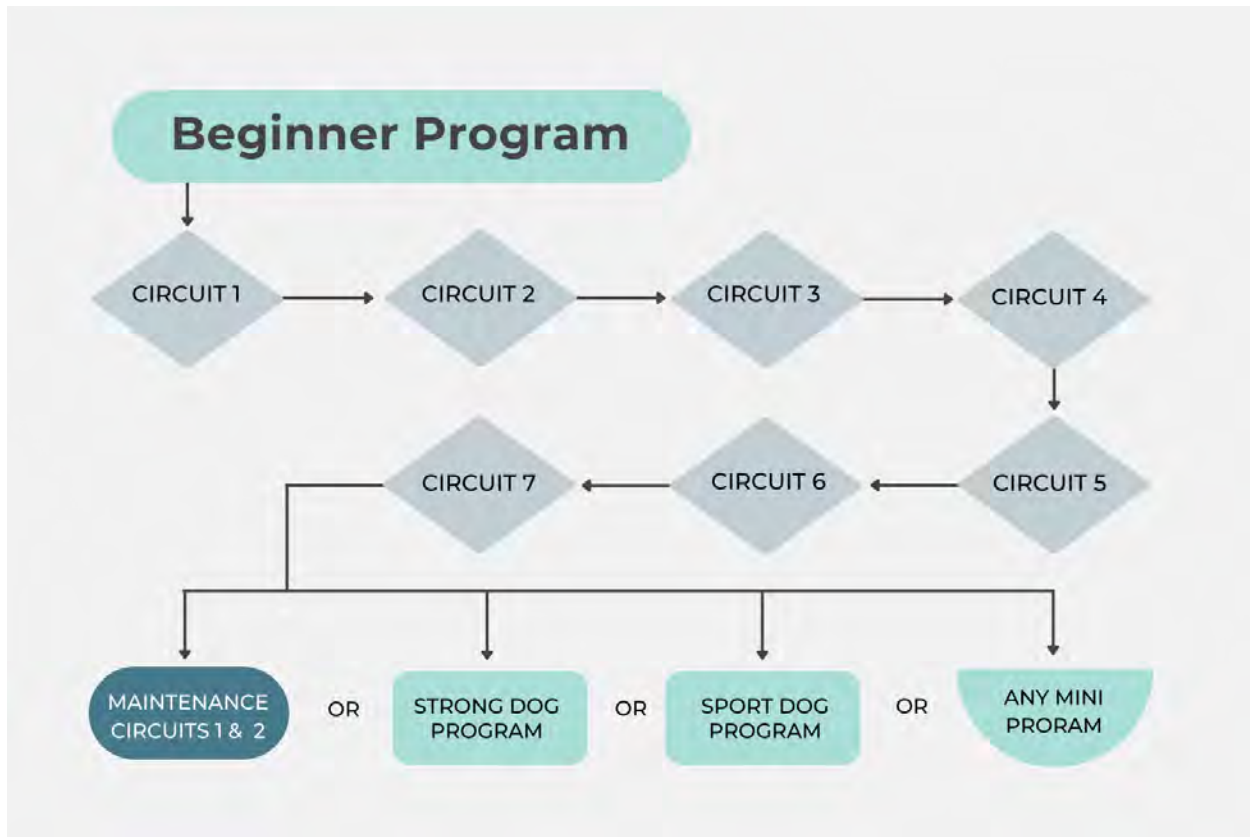 Beginner Program
CIRCUIT 1
CIRCUIT 2
CIRCUIT 3
CIRCUIT 4
CIRCUIT 5
CIRCUIT 6
CIRCUIT 7
MAINTENANCE
CIRCUITS 1 & 2
OR
STRONG DOG
PROGRAM
OR
SPORT DOG
PROGRAM
OR
ANY MINI
PRORAM